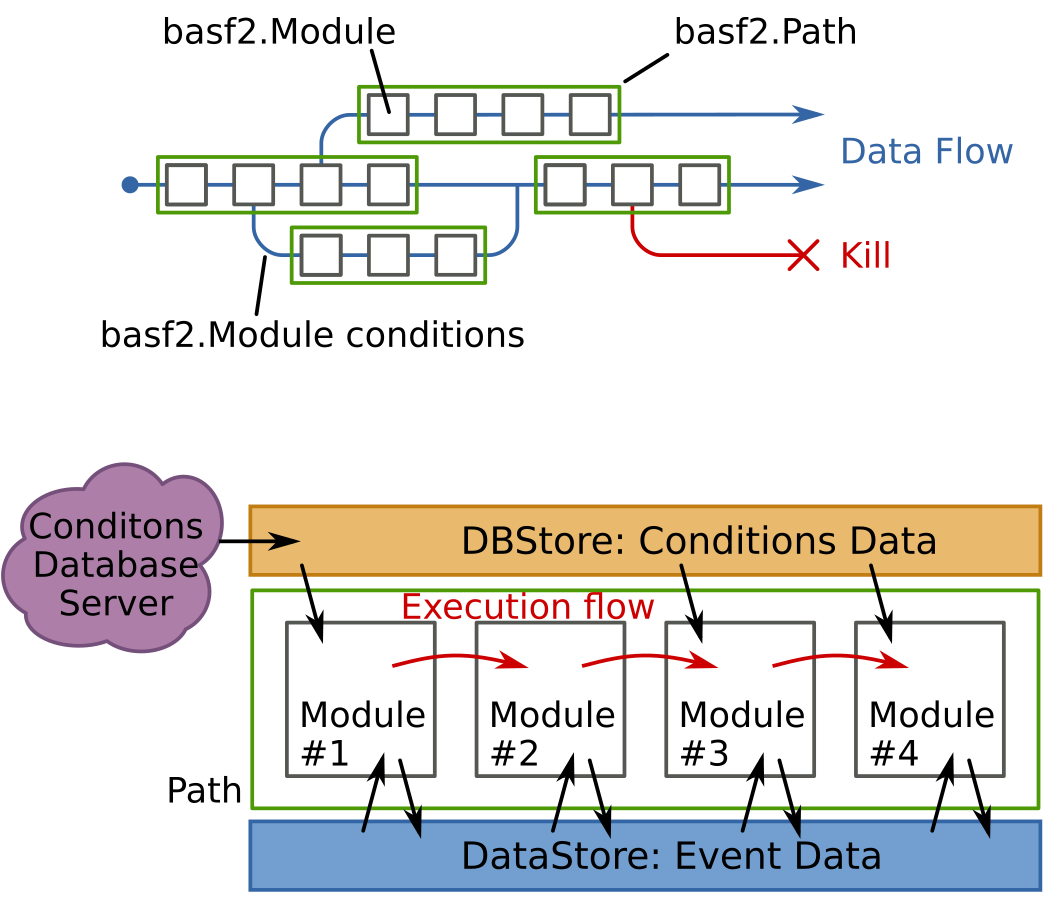 basf2.Module
basf2.Path
Data Flow
Kill
basf2.Module conditions
Conditons
Database
Server
DBStore: Conditions Data
Execution flow
Module
#1
Module
#2
Module
#3
Module
#4
Path
DataStore: Event Data